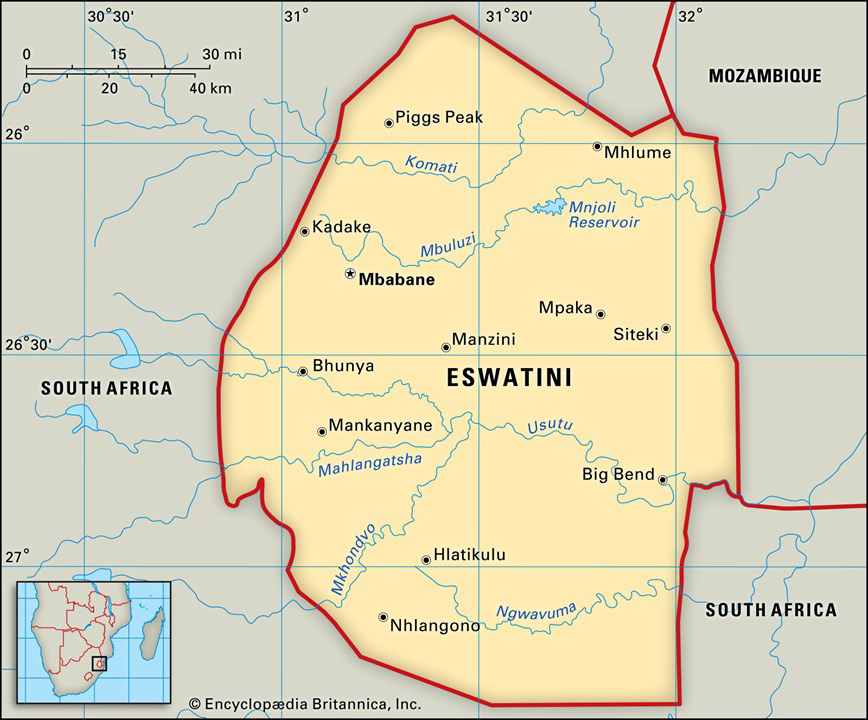 30°30'
31°
31°30'
32°
0 15 30 mi
0 20 40 km
MOZAMBIQUE
Piggs Peak
26°
Mhlume
Komati
Mnjoli
Reservoir
Kadake
Mbuluzi
Mbabane
Mpaka
Siteki
Manzini
26°30'
Bhunya
ESWATINI
SOUTH AFRICA
Mankanyane
Usutu
Mahlangatsha
Big Bend
Mkhondvo
Hlatikulu
27°
Ngwavuma
SOUTH AFRICA
Nhlangono
© Encyclopædia Britannica, Inc.